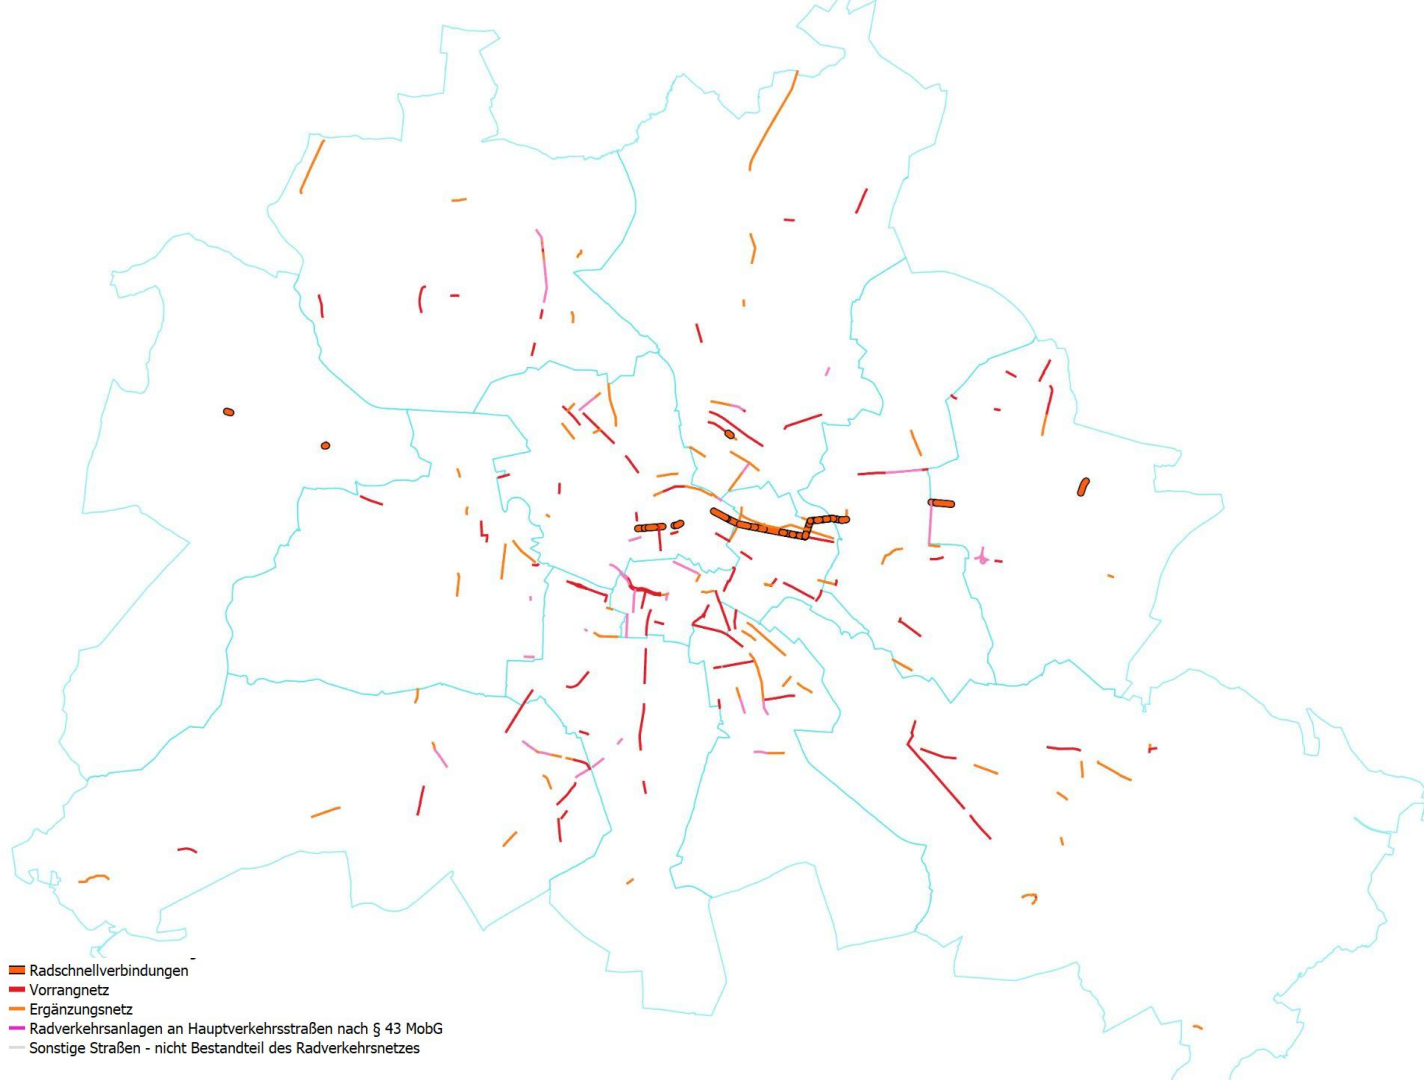 Radschnellverbindungen
Vorrangnetz
Ergänzungsnetz
Radverkehrsanlagen an Hauptverkehrsstraßen nach § 43 MobG
Sonstige Straßen - nicht Bestandteil des Radverkehrsnetzes